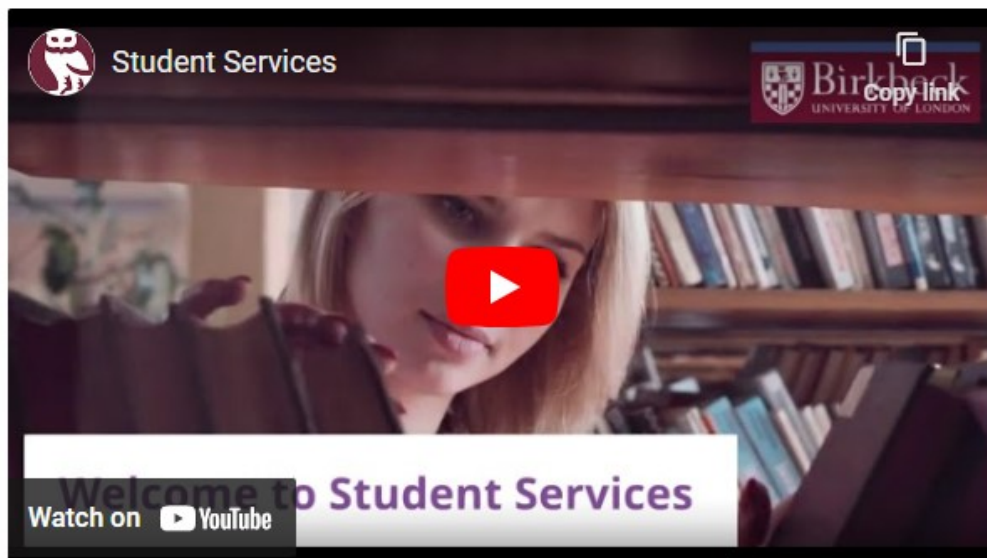 Student Services
Birkbeck
UNIVERSITY OF LONDON
Copy link
Welcome to Student Services
Watch on YouTube